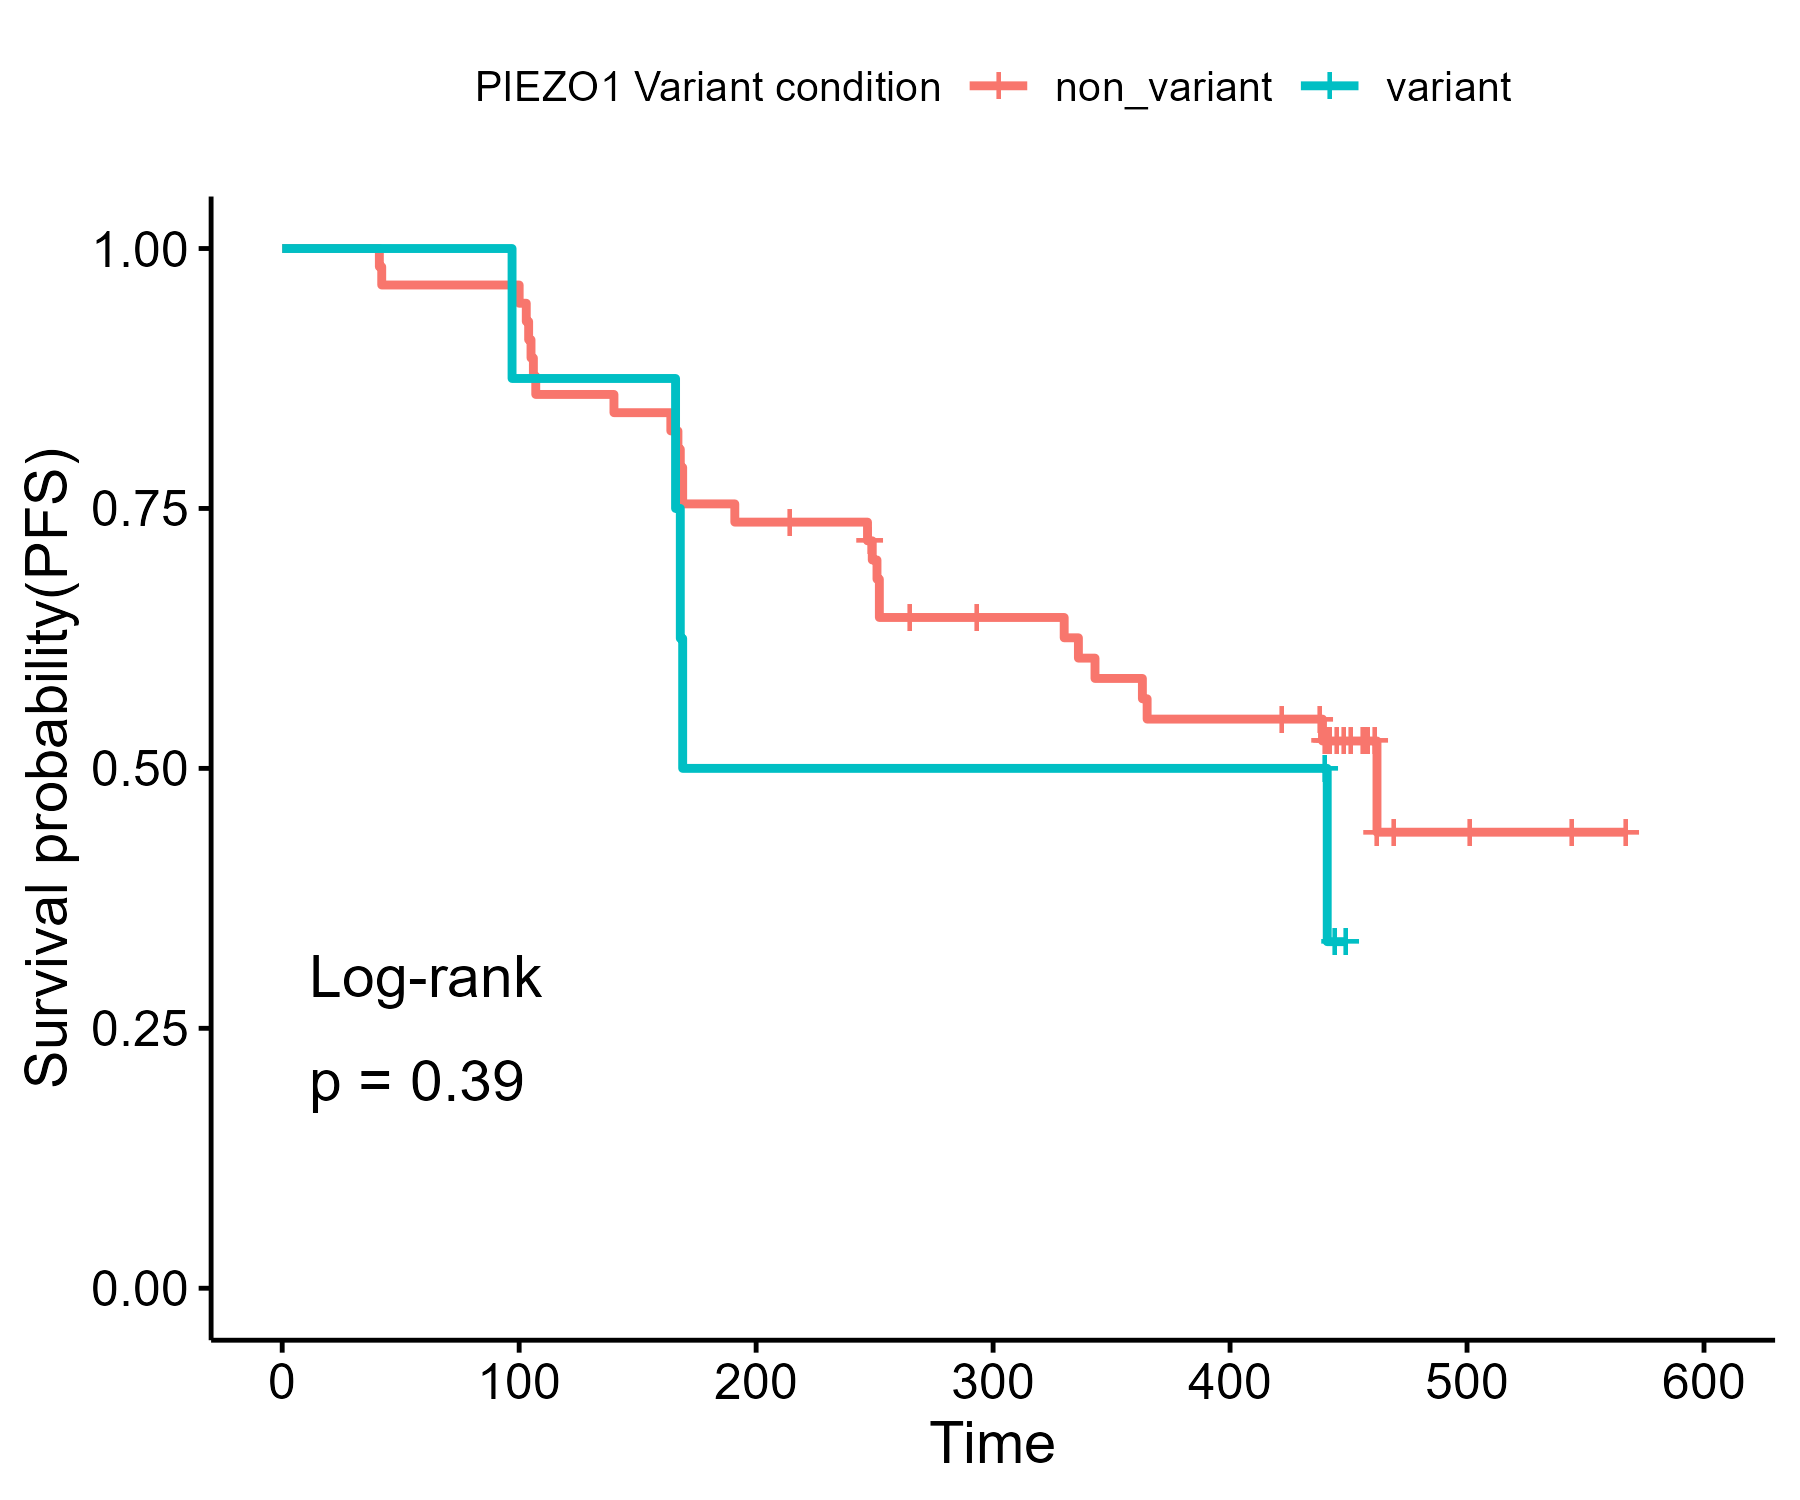 PIEZO1 Variant condition non_variant variant
1.00
0.75
0.50
0.25
0.00
Survival probability(PFS)
Log-rank
p = 0.39
0 100 200 300 400 500 600
Time